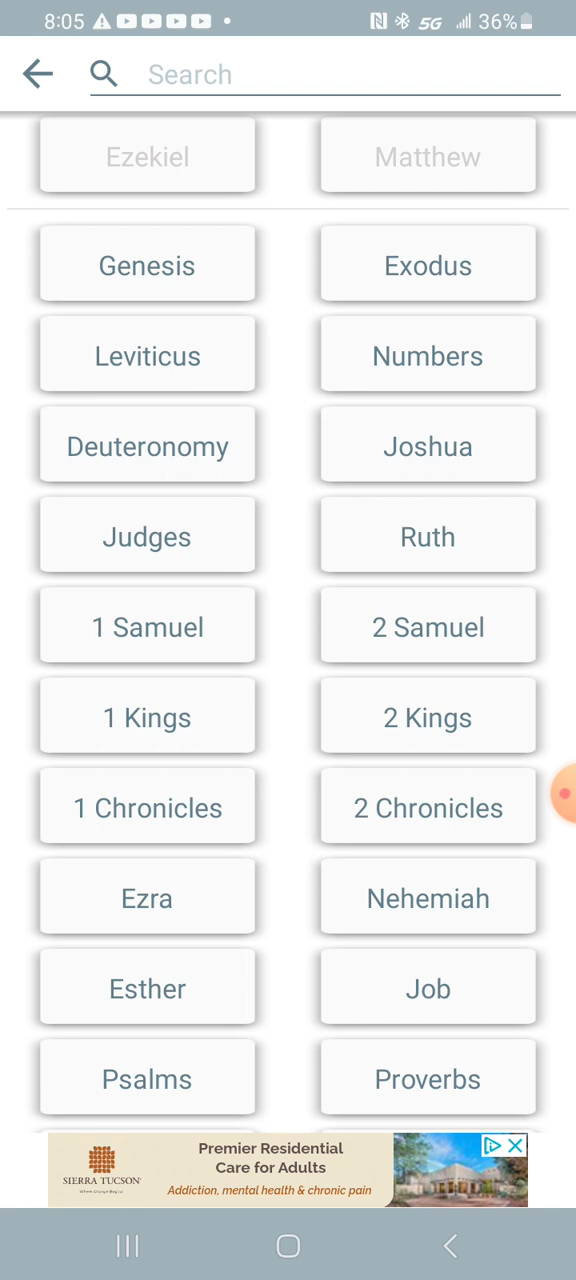 8:05 5G 36%
Search
Ezekiel Matthew
Genesis Exodus
Leviticus Numbers
Deuteronomy Joshua
Judges Ruth
1 Samuel 2 Samuel
1 Kings 2 Kings
1 Chronicles 2 Chronicles
Ezra Nehemiah
Esther Job
Psalms Proverbs
Premier Residential
Care for Adults
SIERRA TUCSON
Addiction, mental health & chronic pain